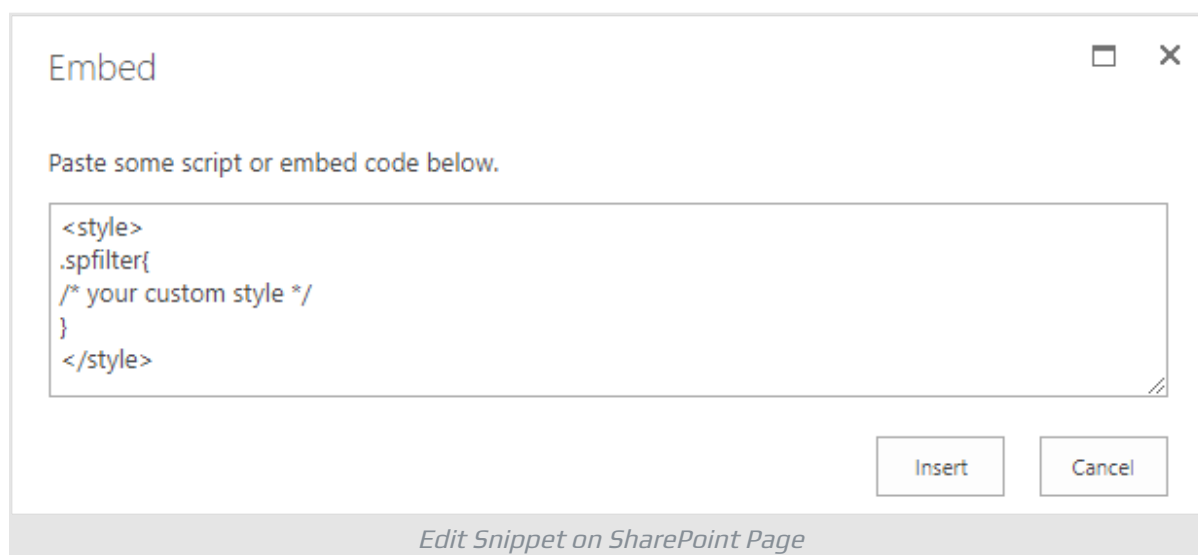 Embed
Paste some script or embed code below.
<style>
.spfilter{
/* your custom style */
}
</style>
Insert Cancel
Edit Snippet on SharePoint Page